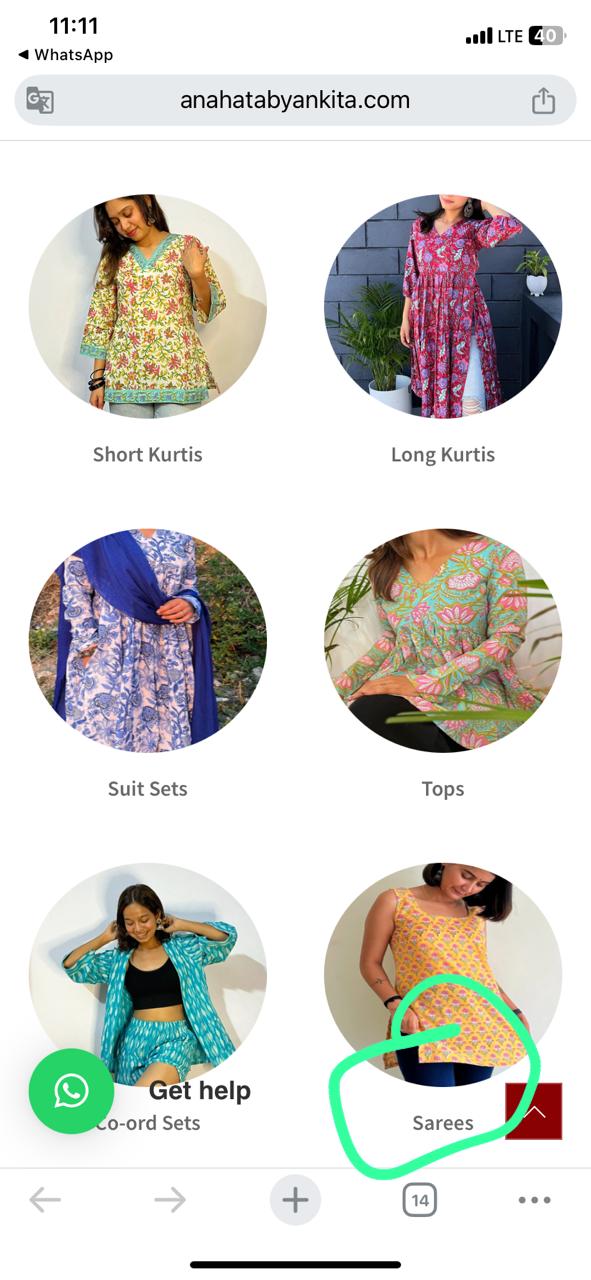 11:11
LTE 40
WhatsApp
anahatabyankita.com
Short Kurtis
Long Kurtis
Suit Sets
Tops
Get help
Co-ord Sets
Sarees
14